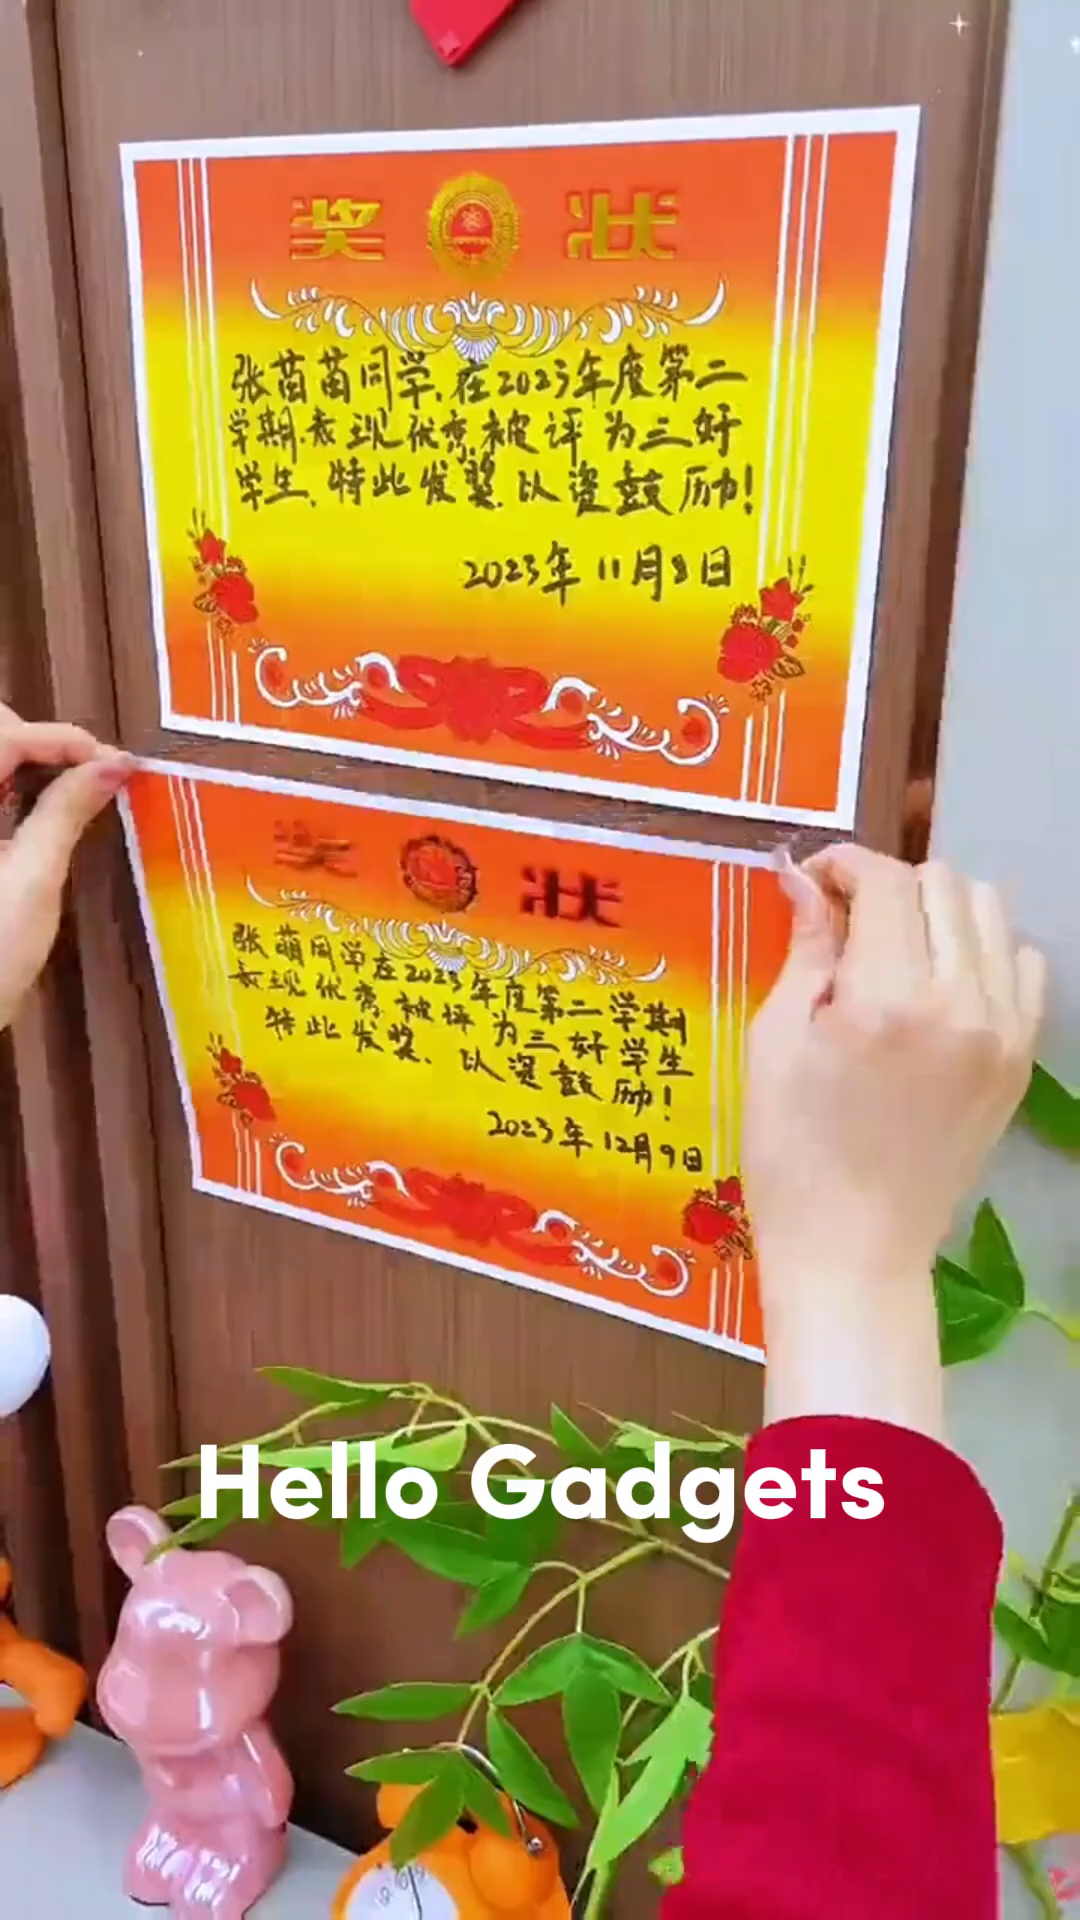 奖 状
张苗苗同学,在2023年度第二
学期.表现优秀被评为三好
学生,特此发奖 以资鼓励!
2023年11月8日
奖 状
张萌同学在2023年度第二学期
表现优秀被评为三好学生
特此发奖.以资鼓励!
2023年12月9日
Hello Gadgets